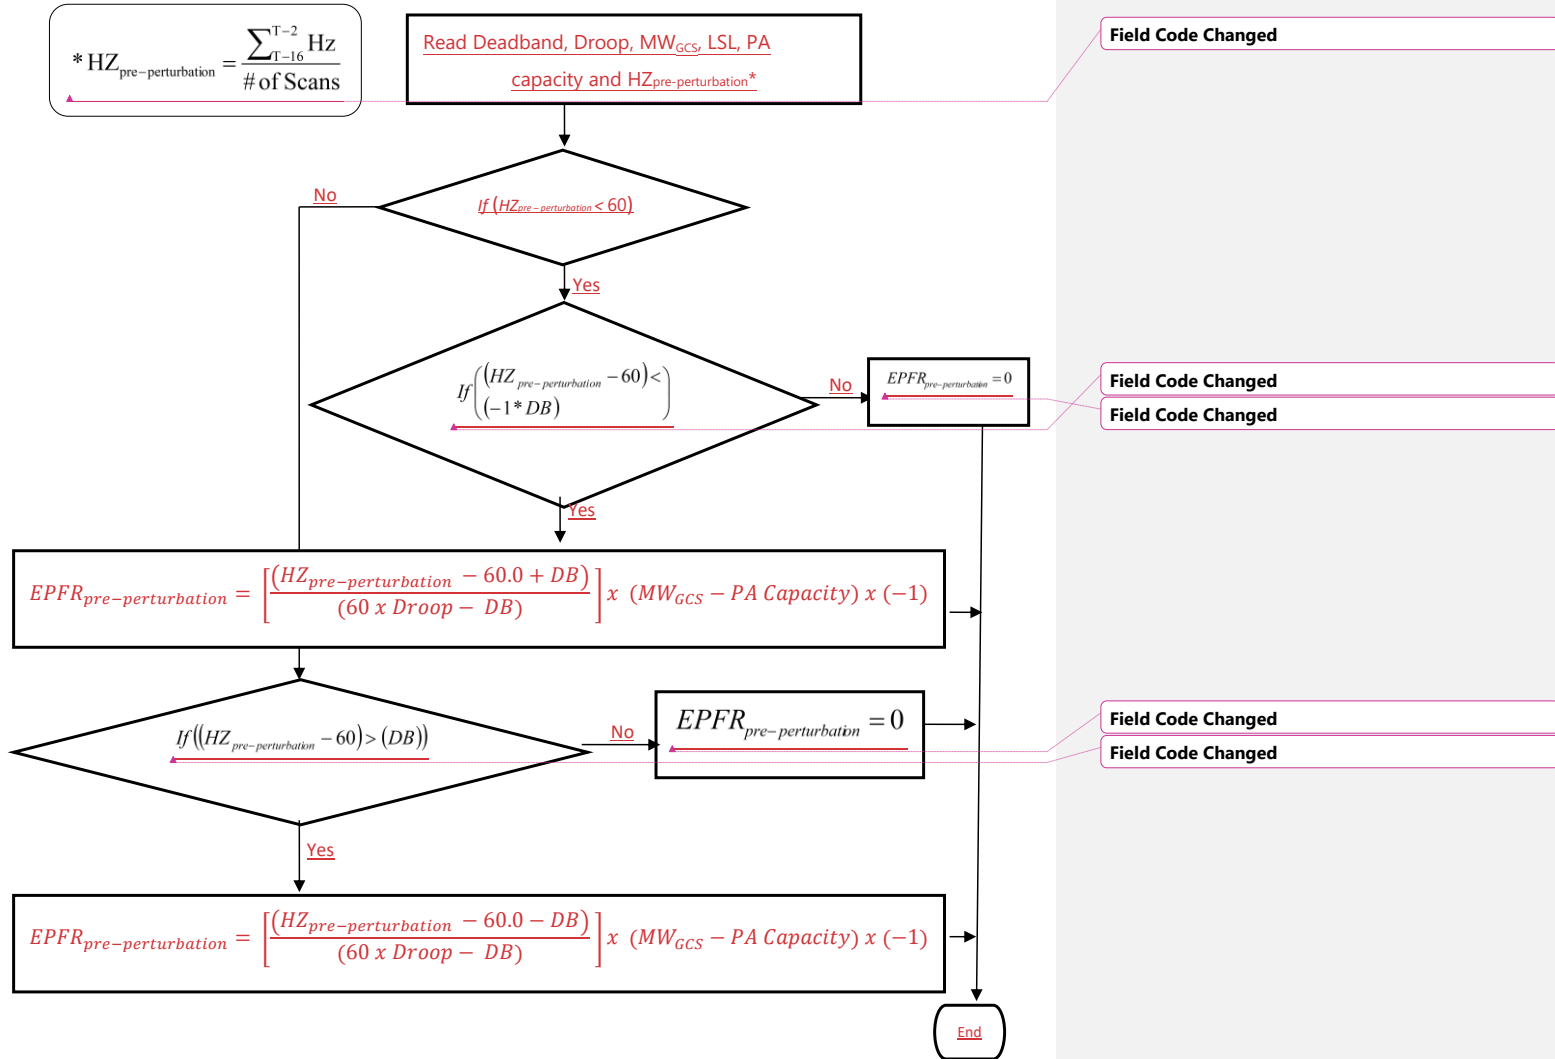 * HZpre−perturbation = ∑T−16T−2 Hz / # of Scans
Read Deadband, Droop, MWGCS, LSL, PA
capacity and HZpre-perturbation*
Field Code Changed
No
If (HZpre – perturbation < 60)
Yes
If ((HZ pre−perturbation − 60) <
(−1* DB))
No
EPFRpre−perturbation = 0
Field Code Changed
Field Code Changed
Yes
EPFRpre−perturbation = [(HZpre−perturbation − 60.0 + DB) / (60 x Droop − DB)] x (MWGCS − PA Capacity) x (−1)
If((HZ pre−perturbation − 60) > (DB))
No
EPFRpre−perturbation = 0
Field Code Changed
Field Code Changed
Yes
EPFRpre−perturbation = [(HZpre−perturbation − 60.0 − DB) / (60 x Droop − DB)] x (MWGCS − PA Capacity) x (−1)
End